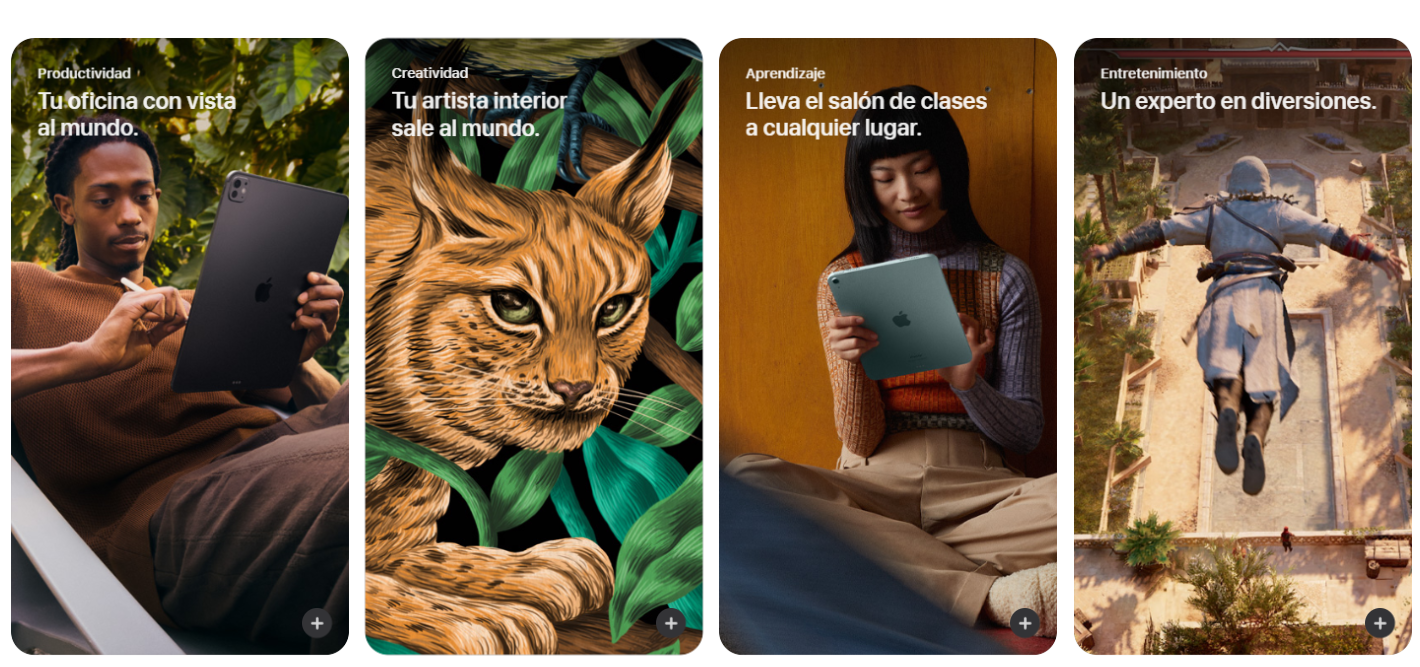 Productividad
Tu oficina con vista
al mundo.
Creatividad
Tu artista interior
sale al mundo.
Aprendizaje
Lleva el salón de clases
a cualquier lugar.
Entretenimiento
Un experto en diversiones.